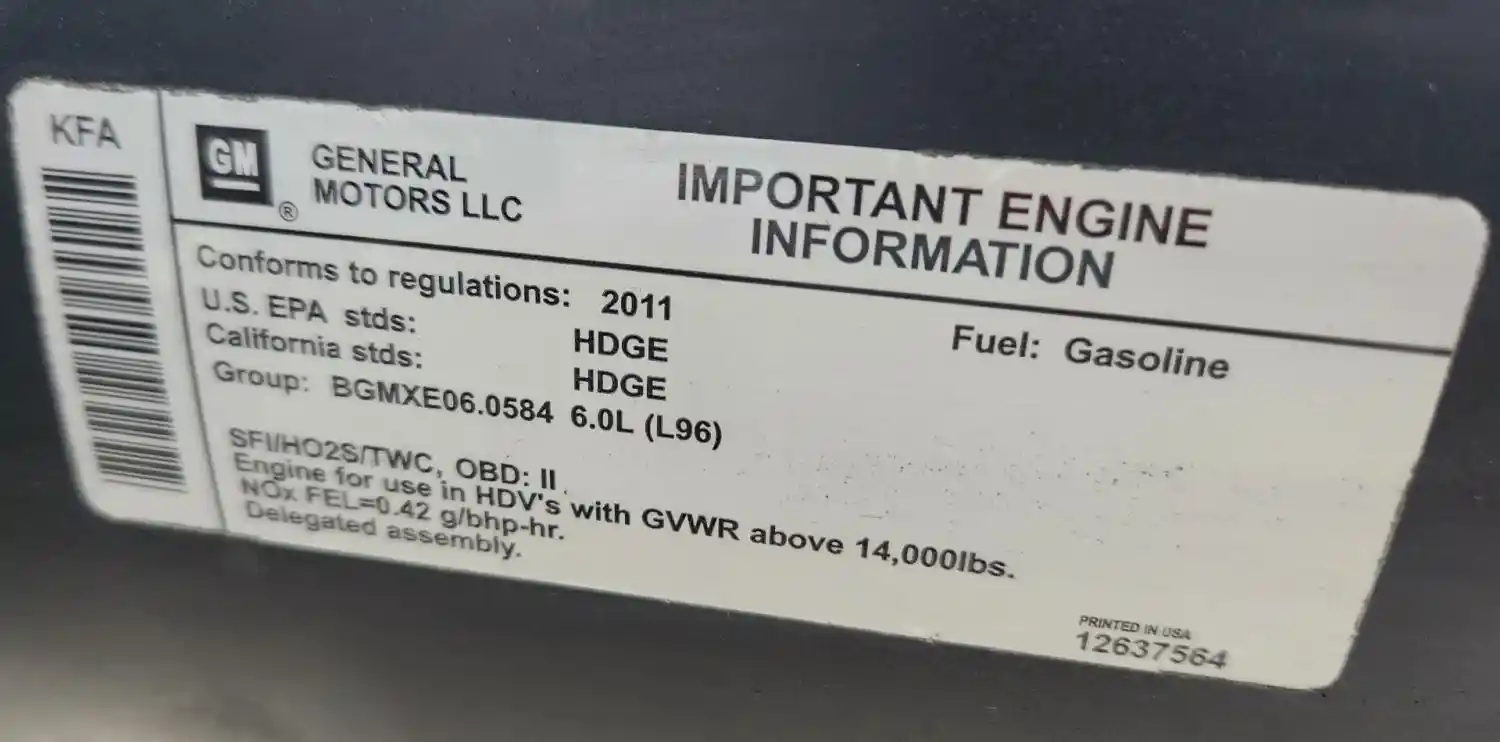 KFA
GM
®
GENERAL
MOTORS LLC
IMPORTANT ENGINE
INFORMATION
Conforms to regulations: 2011
U.S. EPA stds: HDGE
California stds: HDGE
Group: BGMXE06.0584 6.0L (L96)
Fuel: Gasoline
SFI/HO2S/TWC, OBD: II
Engine for use in HDV's with GVWR above 14,000lbs.
NOx FEL=0.42 g/bhp-hr.
Delegated assembly.
PRINTED IN USA
12637564